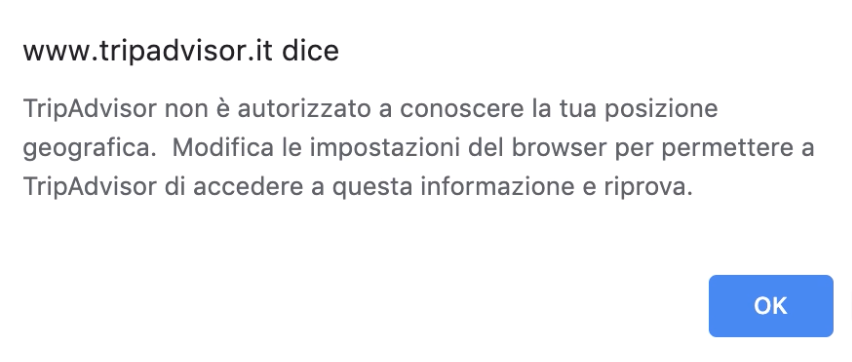 www.tripadvisor.it dice
TripAdvisor non è autorizzato a conoscere la tua posizione
geografica.  Modifica le impostazioni del browser per permettere a
TripAdvisor di accedere a questa informazione e riprova.
OK